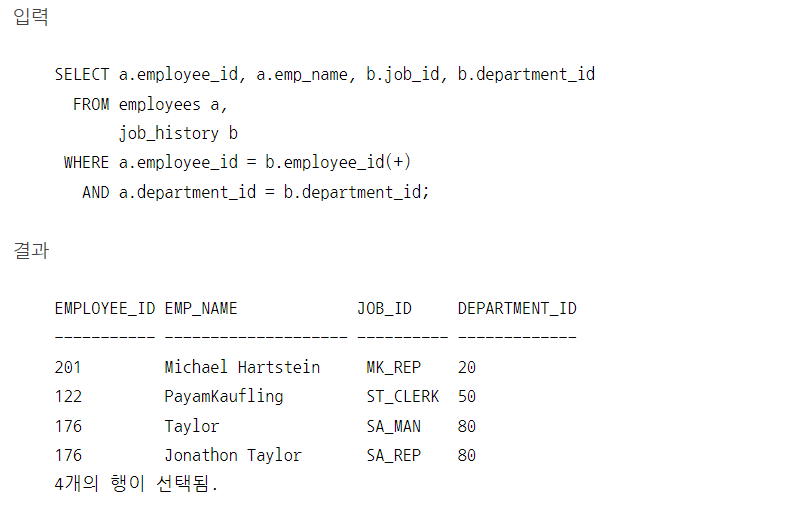 입력
SELECT a.employee_id, a.emp_name, b.job_id, b.department_id
FROM employees a,
job_history b
WHERE a.employee_id = b.employee_id(+)
AND a.department_id = b.department_id;
결과
EMPLOYEE_ID EMP_NAME JOB_ID DEPARTMENT_ID
----------- -------------------- ---------- -------------
201 Michael Hartstein MK_REP 20
122 PayamKaufling ST_CLERK 50
176 Taylor SA_MAN 80
176 Jonathon Taylor SA_REP 80
4개의 행이 선택됨.